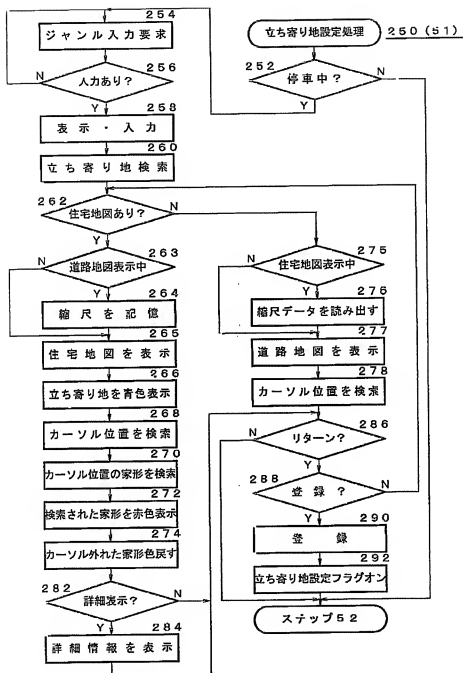 254
ジャンル入力要求
256
入力あり？
N
Y
258
表示・入力
260
立ち寄り地検索
262
住宅地図あり？
N
Y
263
道路地図表示中
N
Y
264
縮尺を記憶
265
住宅地図を表示
266
立ち寄り地を青色表示
268
カーソル位置を検索
270
カーソル位置の家形を検索
272
検索された家形を赤色表示
274
カーソル外れた家形色戻す
282
詳細表示？
N
Y
284
詳細情報を表示
立ち寄り地設定処理
250(51)
252
停車中？
N
Y
275
住宅地図表示中
N
Y
276
縮尺データを読み出す
277
道路地図を表示
278
カーソル位置を検索
286
リターン？
N
Y
288
登録？
N
Y
290
登録
292
立ち寄り地設定フラグオン
ステップ52